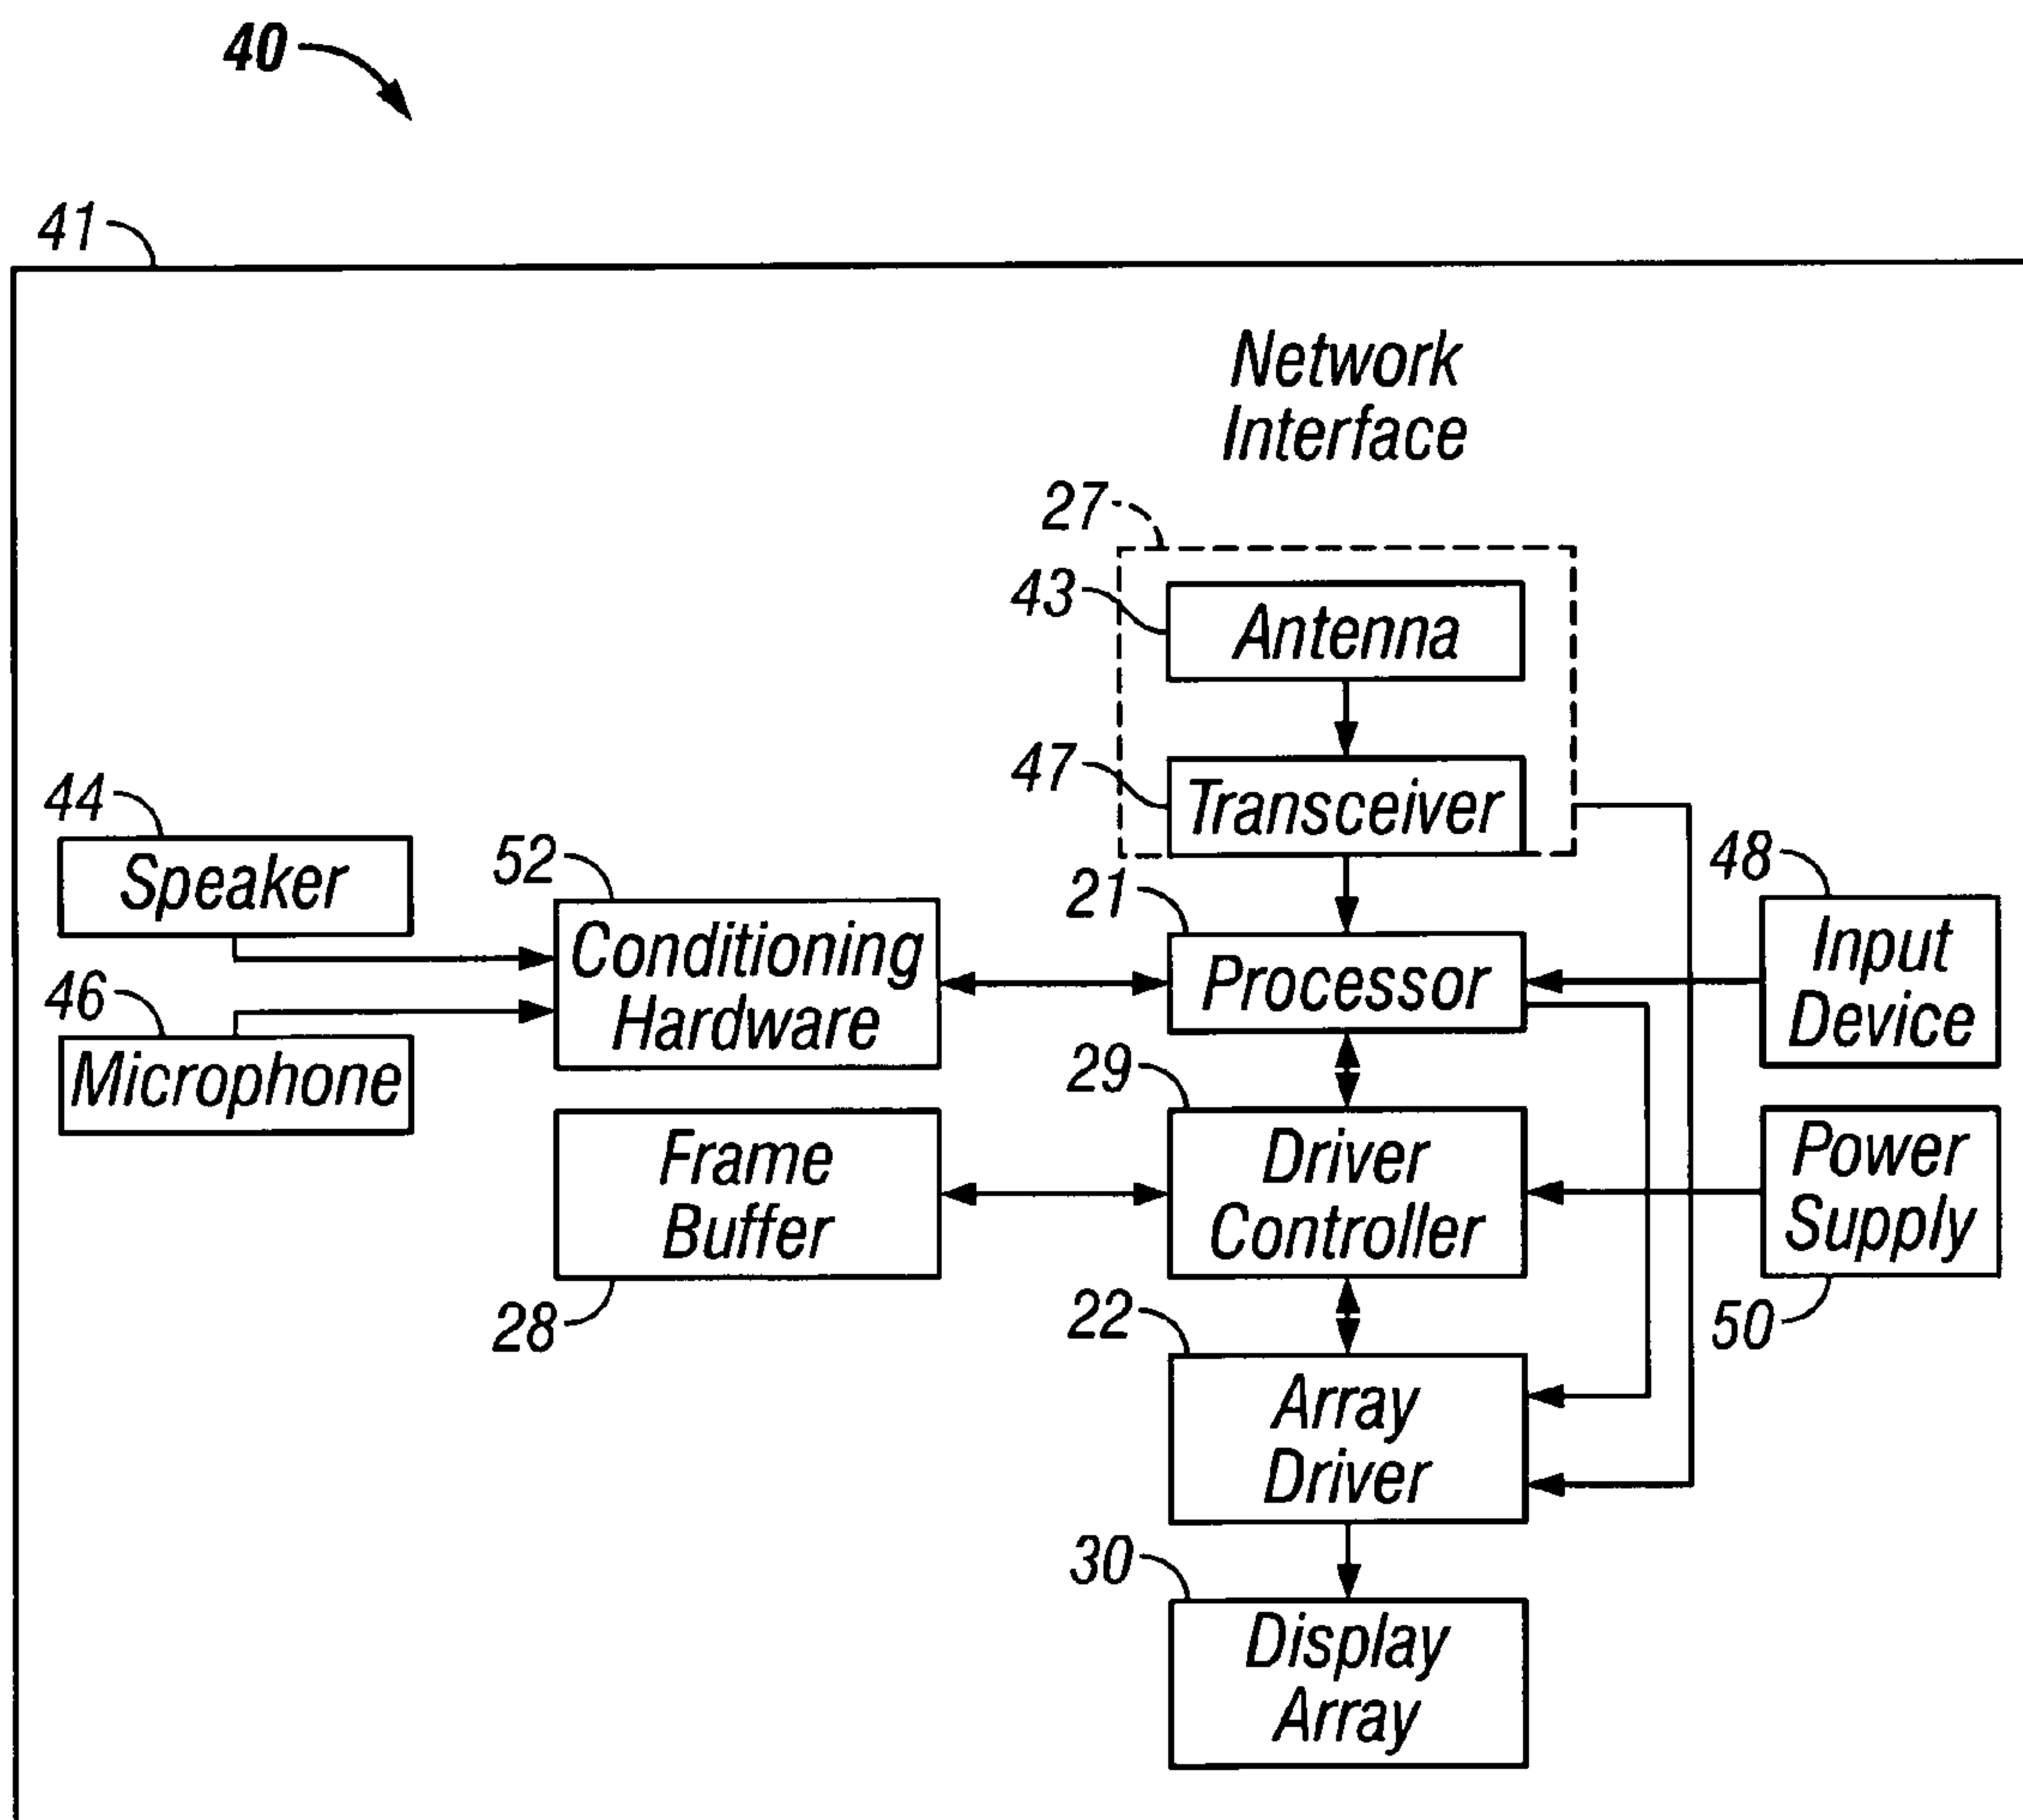 40
41
Network
Interface
27
43
Antenna
47
Transceiver
44
Speaker
52
Conditioning
Hardware
21
Processor
48
Input
Device
46
Microphone
29
Driver
Controller
Frame
Buffer
28
Power
Supply
50
22
Array
Driver
30
Display
Array